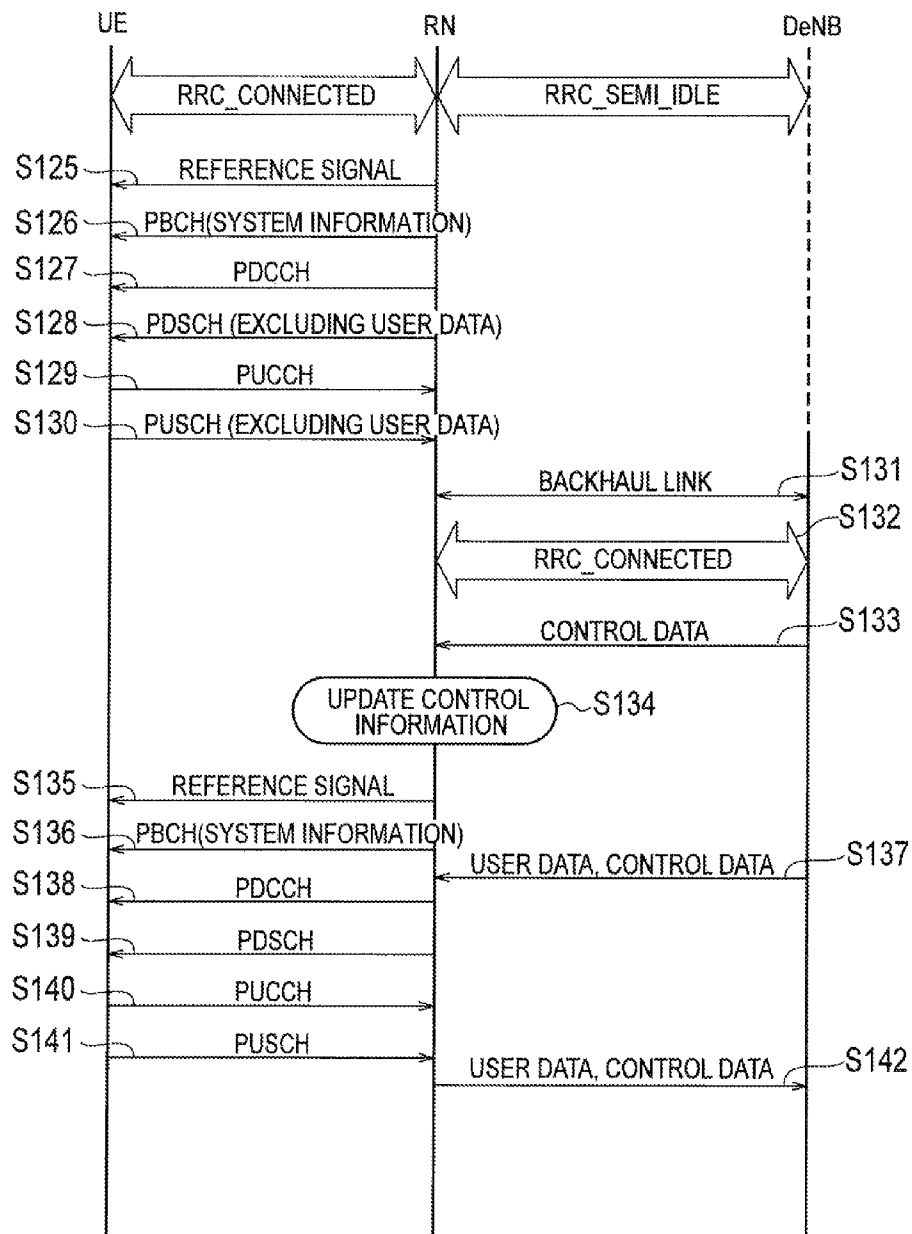 UE RN DeNB
RRC_CONNECTED RRC_SEMI_IDLE
S125 REFERENCE SIGNAL
S126 PBCH(SYSTEM INFORMATION)
S127 PDCCH
S128 PDSCH (EXCLUDING USER DATA)
S129 PUCCH
S130 PUSCH (EXCLUDING USER DATA)
BACKHAUL LINK S131
S132
RRC_CONNECTED
CONTROL DATA S133
UPDATE CONTROL
INFORMATION
S134
S135 REFERENCE SIGNAL
S136 PBCH(SYSTEM INFORMATION)
USER DATA, CONTROL DATA S137
S138 PDCCH
S139 PDSCH
S140 PUCCH
S141 PUSCH
USER DATA, CONTROL DATA S142